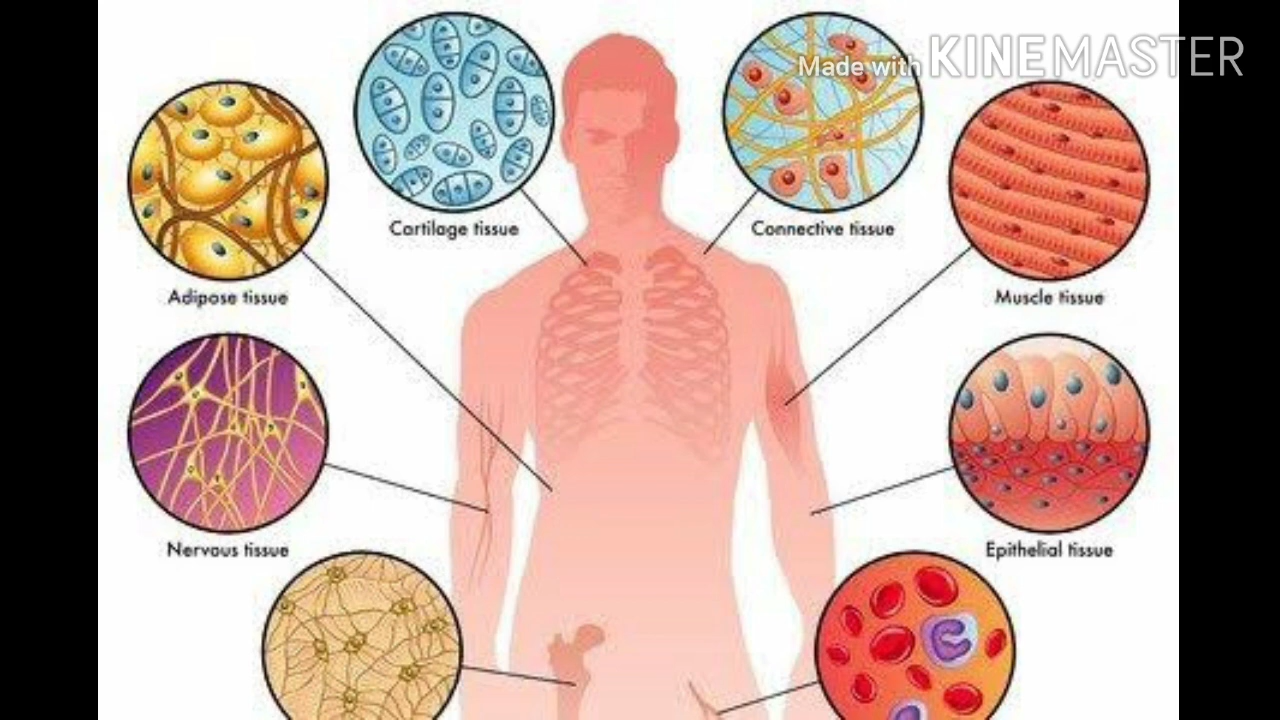 Made with KINEMASTER
Cartilage tissue
Connective tissue
Adipose tissue
Muscle tissue
Nervous tissue
Epithelial tissue